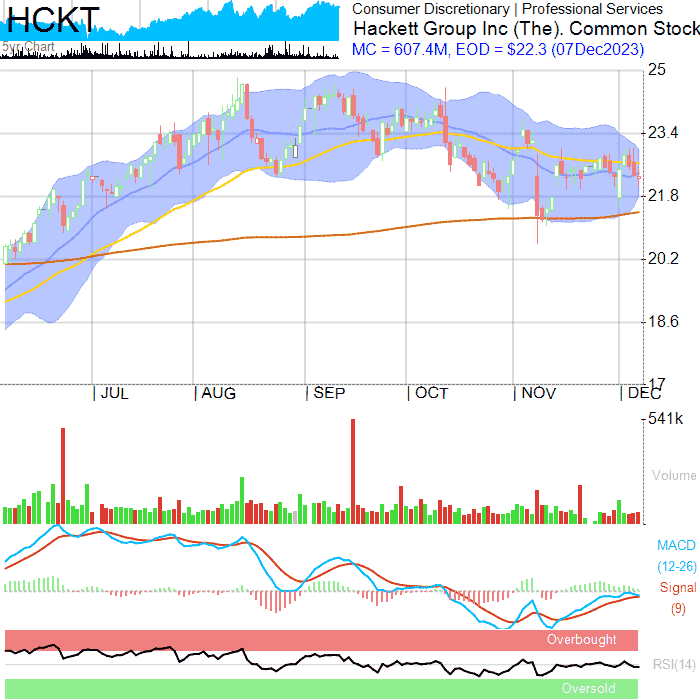 HCKT
5yr Chart
Consumer Discretionary | Professional Services
Hackett Group Inc (The). Common Stock
MC = 607.4M, EOD = $22.3 (07Dec2023)
25
23.4
21.8
20.2
18.6
17
JUL AUG SEP OCT NOV DEC
541k
Volume
MACD
(12-26)
Signal
(9)
Overbought
RSI(14)
Oversold